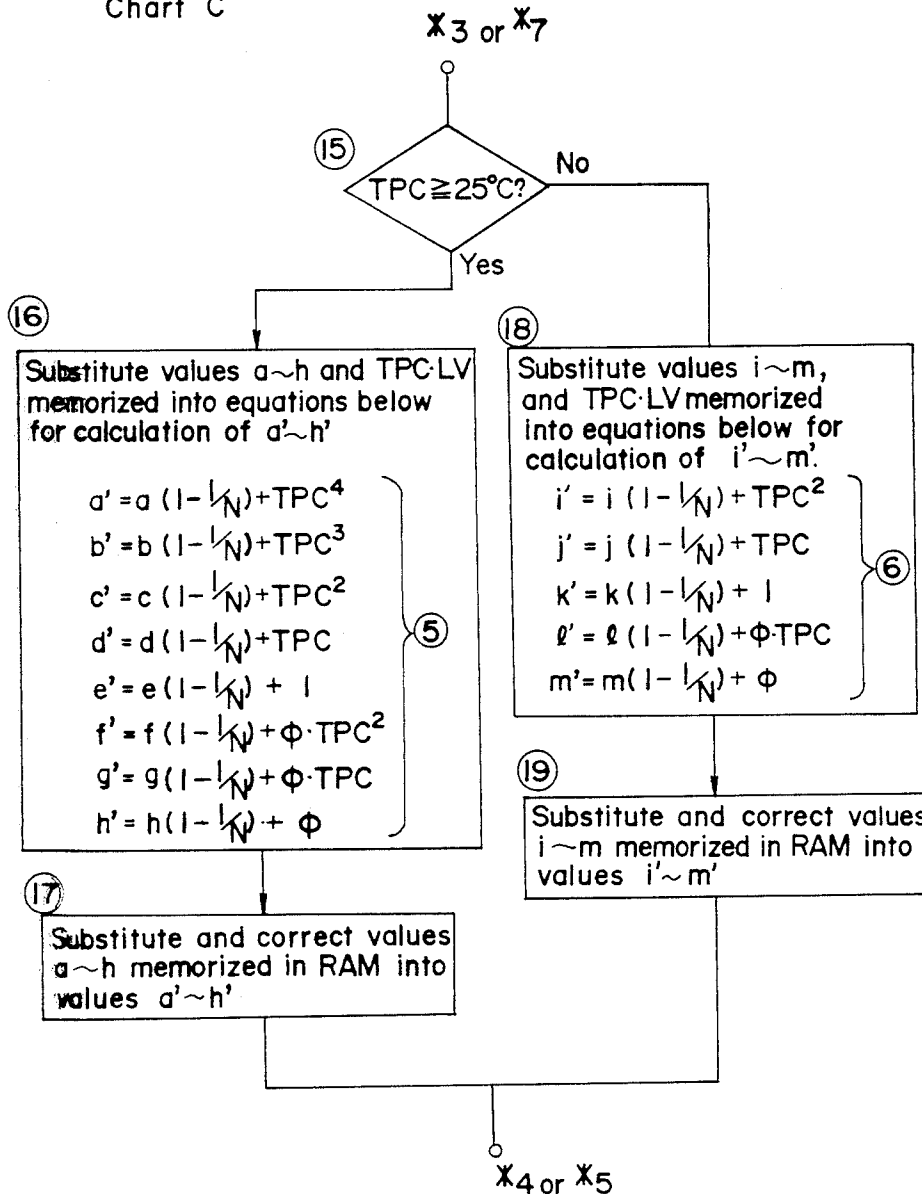 Chart C
*3 or *7
15
TPC≧25°C?
No
Yes
16
Substitute values a~h and TPC·LV
memorized into equations below
for calculation of a'~h'
a' = a (1-1/N)+TPC⁴
b' = b (1-1/N)+TPC³
c' = c (1-1/N)+TPC²
d' = d(1-1/N)+TPC
e' = e(1-1/N) + 1
f' = f(1-1/N)+Φ·TPC²
g' = g(1-1/N)+Φ·TPC
h' = h(1-1/N) + Φ
5
17
Substitute and correct values
a~h memorized in RAM into
values a'~h'
18
Substitute values i~m,
and TPC·LV memorized
into equations below for
calculation of i'~m'.
i' = i (1-1/N)+TPC²
j' = j (1-1/N)+TPC
k' = k(1-1/N) + 1
ℓ' = ℓ (1-1/N)+Φ·TPC
m' = m(1-1/N) + Φ
6
19
Substitute and correct values
i~m memorized in RAM into
values i'~m'
*4 or *5